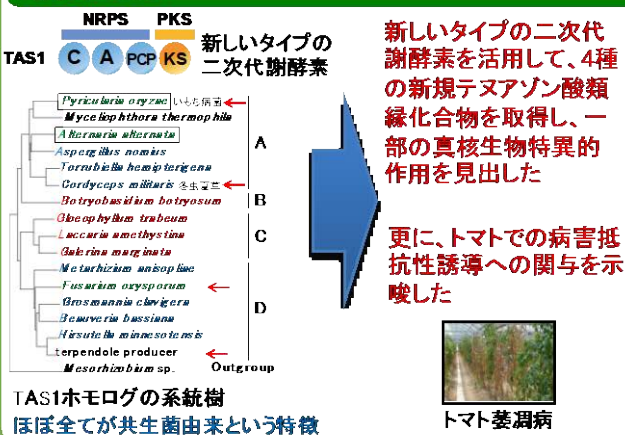 NRPS PKS
TAS1 C A PCP KS 新しいタイプの
二次代謝酵素
Pyricularia oryzae いもち病菌
Myceliophthora thermophila
Alternaria alternata
Aspergillus nomius
Torrubiella hemipterigena
Cordyceps militaris 冬虫夏草
Botryobasidium botryosum
Gloeophyllum trabeum
Laccaria amethystina
Galerina marginata
Metarhizium anisopliae
Fusarium oxysporum
Grosmannia clavigera
Beauveria bassiana
Hirsutella minnesotensis
terpendole producer
Mesorhizobium sp. Outgroup
A
B
C
D
TAS1ホモログの系統樹
ほぼ全てが共生菌由来という特徴
新しいタイプの二次代
謝酵素を活用して、4種
の新規テヌアゾン酸類
縁化合物を取得し、一
部の真核生物特異的
作用を見出した
更に、トマトでの病害抵
抗性誘導への関与を示
唆した
トマト萎凋病